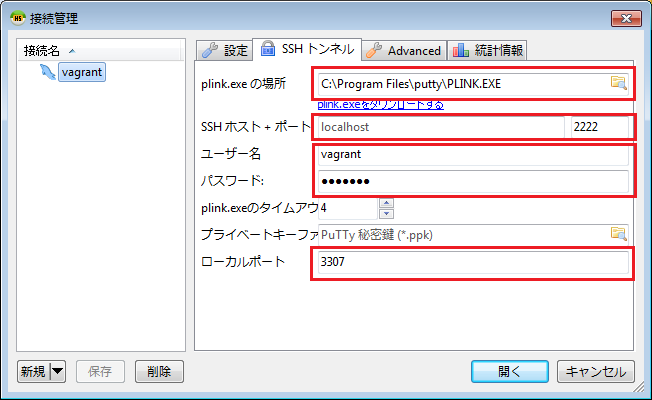 HS 接続管理
接続名
vagrant
設定 SSH トンネル Advanced 統計情報
plink.exe の場所 C:\Program Files\putty\PLINK.EXE
plink.exeをダウンロードする
SSH ホスト + ポート localhost 2222
ユーザー名 vagrant
パスワード: ●●●●●●●
plink.exeのタイムアウ 4
プライベートキーファ PuTTy 秘密鍵 (*.ppk)
ローカルポート 3307
新規 保存 削除 開く キャンセル